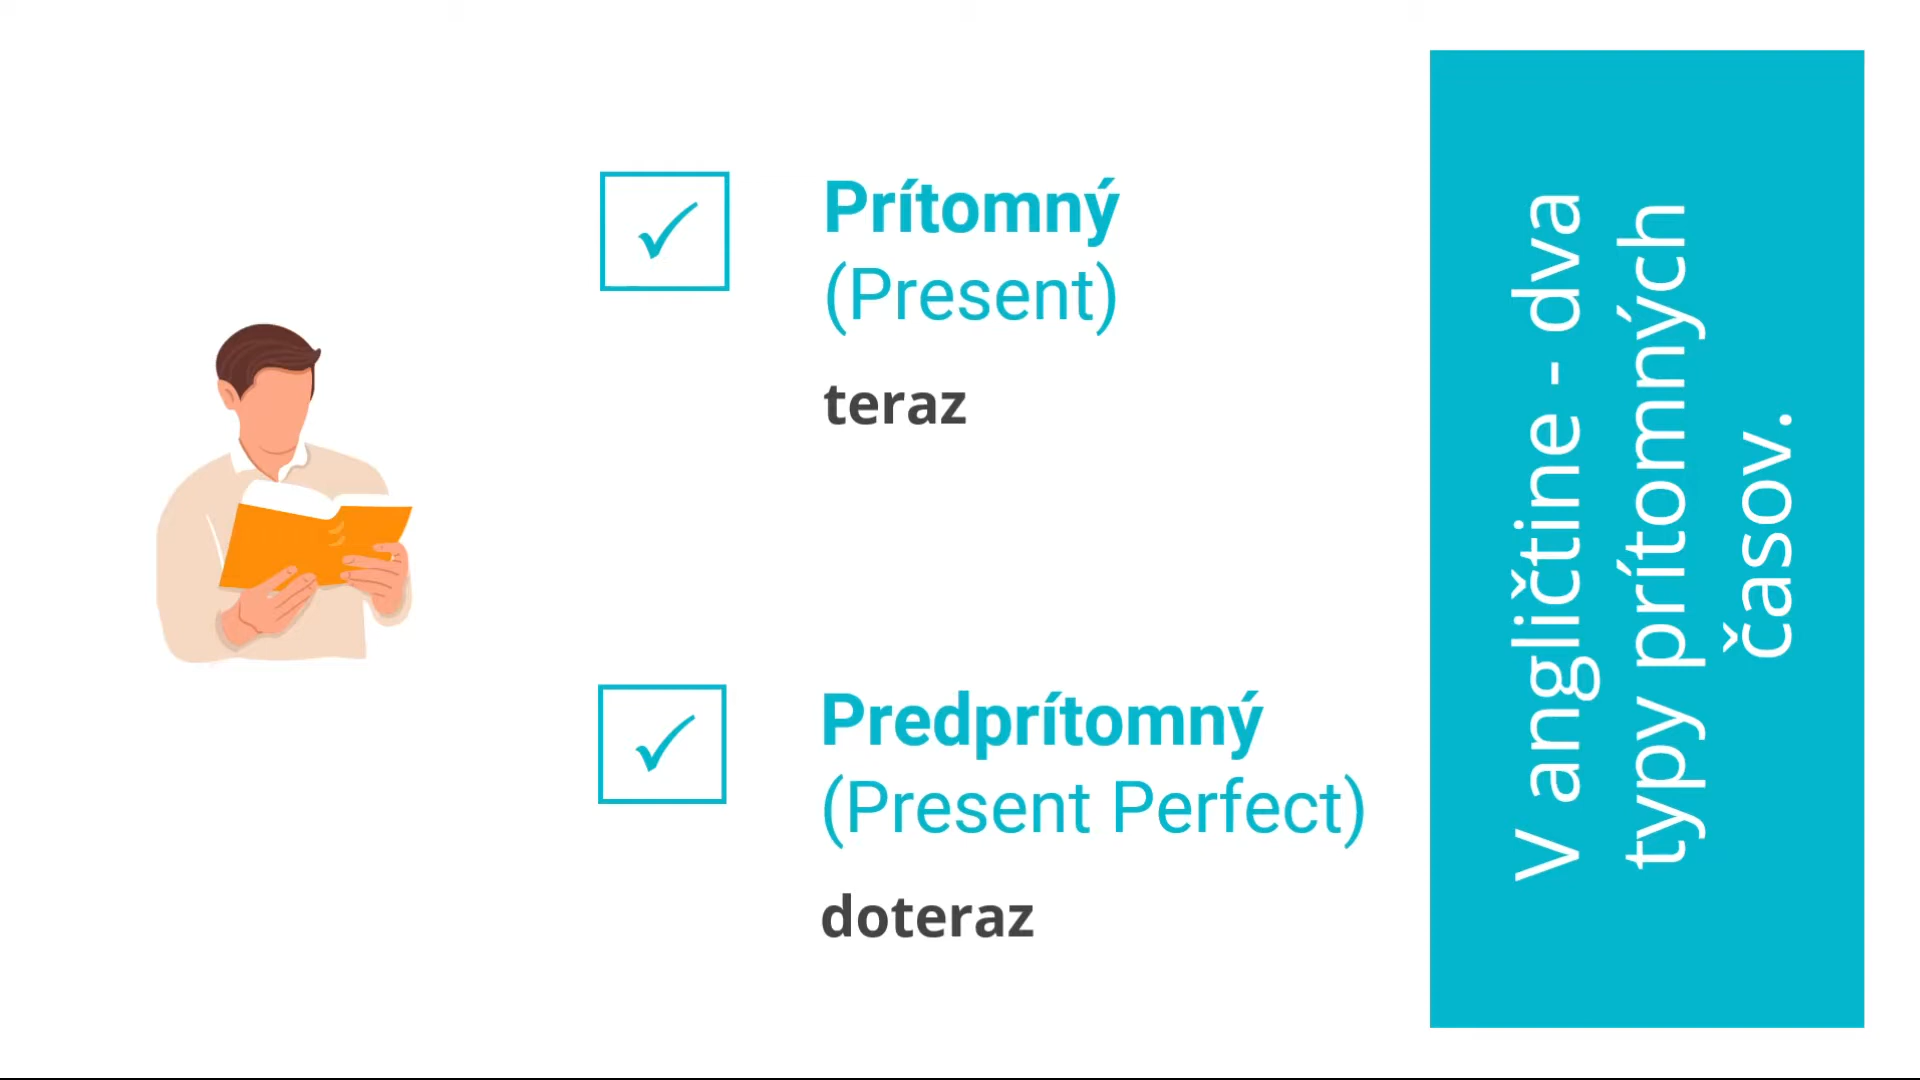 Prítomný
(Present)
teraz
Predprítomný
(Present Perfect)
doteraz
V angličtine - dva
typy prítomných
časov.